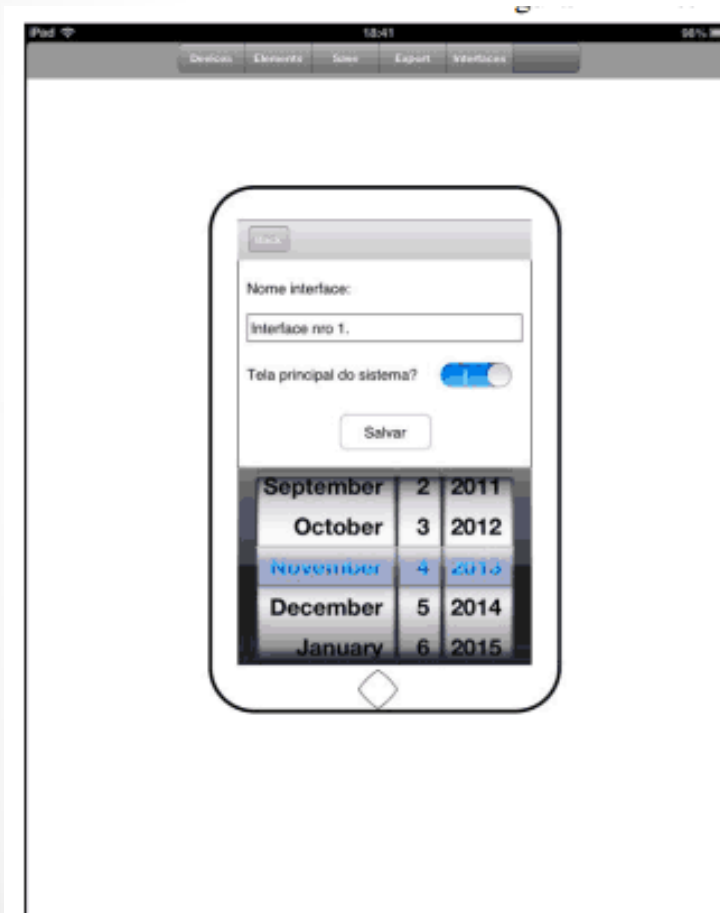 iPad 18:41 98%
Devices Elements Save Export Interfaces
Back
Nome interface:
Interface nro 1.
Tela principal do sistema?
Salvar
September 2 2011
October 3 2012
November 4 2013
December 5 2014
January 6 2015